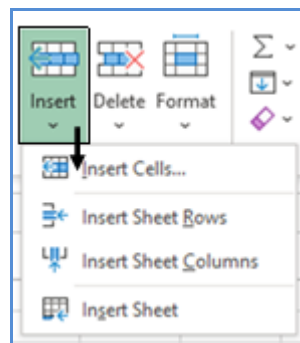 Insert Delete Format
Insert Cells...
Insert Sheet Rows
Insert Sheet Columns
Insert Sheet